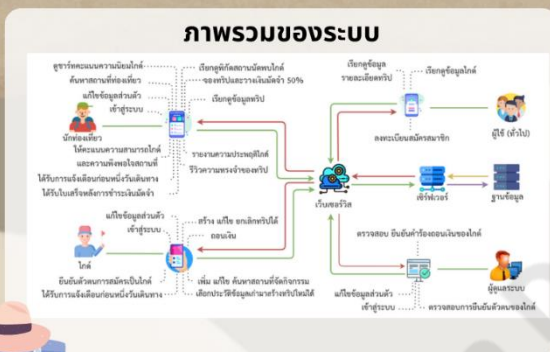 ภาพรวมของระบบ
ดูชาร์ทคะแนนความนิยมไกด์
ค้นหาสถานที่ท่องเที่ยว
แก้ไขข้อมูลส่วนตัว
เข้าสู่ระบบ
นักท่องเที่ยว
ให้คะแนนความสามารถไกด์
และความพึงพอใจสถานที่
ได้รับการแจ้งเตือนก่อนหนึ่งวันเดินทาง
ได้รับใบเสร็จหลังการชำระเงินมัดจำ
เรียกดูพิกัดสถานนัดพบไกด์
จองทริปและวางเงินมัดจำ 50%
เรียกดูข้อมูลทริป
รายงานความประพฤติไกด์
รีวิวความทรงจำของทริป
เรียกดูข้อมูล
รายละเอียดทริป
เรียกดูข้อมูลไกด์
ลงทะเบียนสมัครสมาชิก
ผู้ใช้ (ทั่วไป)
เว็บเซอร์วิส
เซิร์ฟเวอร์
ฐานข้อมูล
แก้ไขข้อมูลส่วนตัว
เข้าสู่ระบบ
ไกด์
ยืนยันตัวตนการสมัครเป็นไกด์
ได้รับการแจ้งเตือนก่อนหนึ่งวันเดินทาง
สร้าง แก้ไข ยกเลิกทริปได้
ถอนเงิน
เพิ่ม แก้ไข ค้นหาสถานที่จัดกิจกรรม
เลือกประวัติข้อมูลเก่ามาสร้างทริปใหม่ได้
ตรวจสอบ ยืนยันคำร้องถอนเงินของไกด์
แก้ไขข้อมูลส่วนตัว
เข้าสู่ระบบ
ผู้ดูแลระบบ
ตรวจสอบการยืนยันตัวตนของไกด์